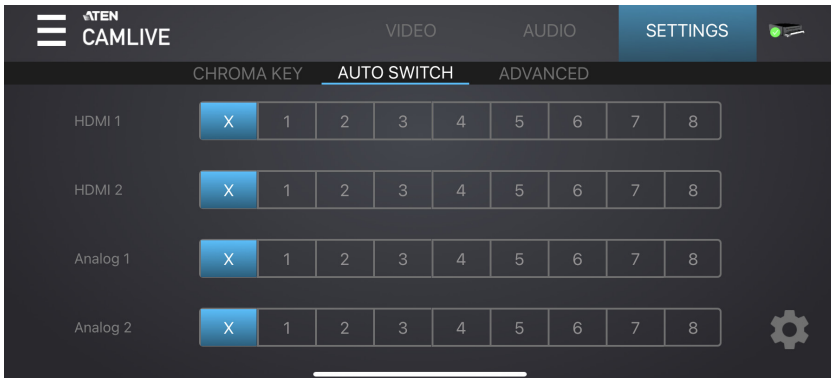 ATEN
CAMLIVE VIDEO AUDIO SETTINGS
CHROMA KEY AUTO SWITCH ADVANCED
HDMI 1 X 1 2 3 4 5 6 7 8
HDMI 2 X 1 2 3 4 5 6 7 8
Analog 1 X 1 2 3 4 5 6 7 8
Analog 2 X 1 2 3 4 5 6 7 8